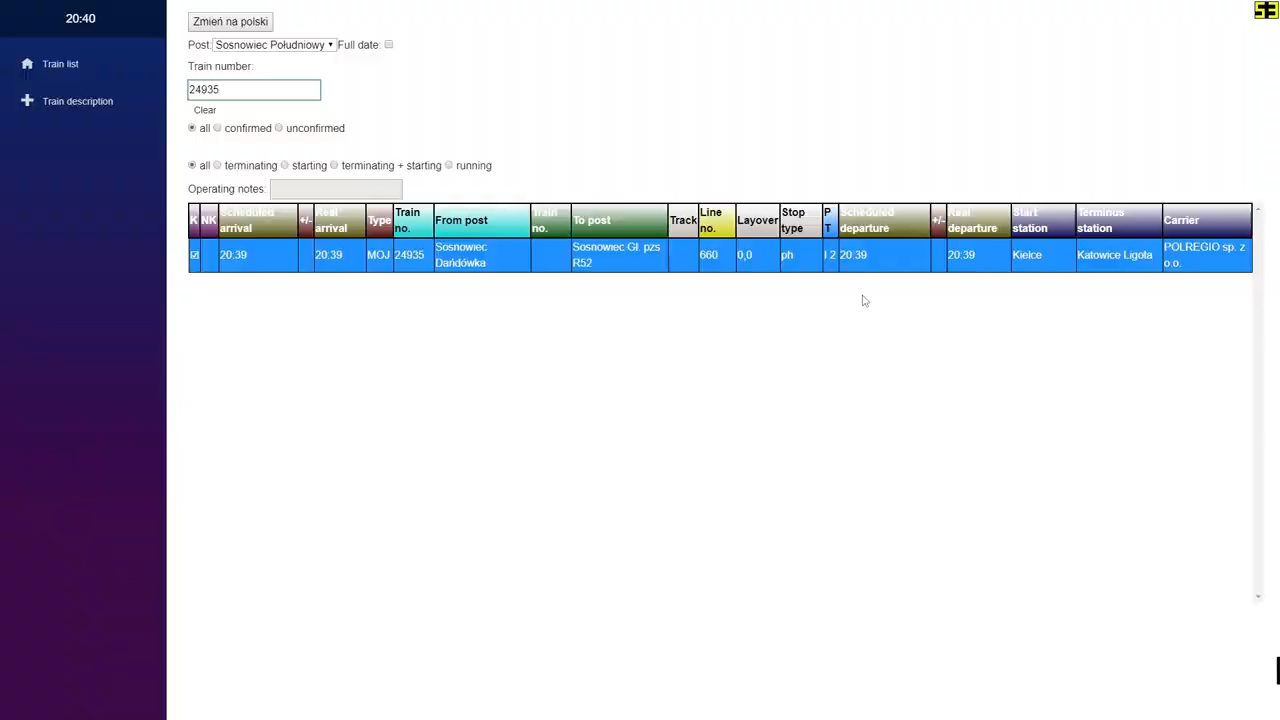 20:40
Train list
Train description
Zmień na polski
Post: Sosnowiec Południowy Full date:
Train number:
24935
Clear
all confirmed unconfirmed
all terminating starting terminating + starting running
Operating notes:
K NK Scheduled arrival +/- Real arrival Type Train no. From post Train no. To post Track Line no. Layover Stop type P T Scheduled departure +/- Real departure Start station Terminus station Carrier
20:39 20:39 MOJ 24935 Sosnowiec Dańdówka Sosnowiec Gł. pzs R52 660 0,0 ph I 2 20:39 20:39 Kielce Katowice Ligota POLREGIO sp. z o.o.